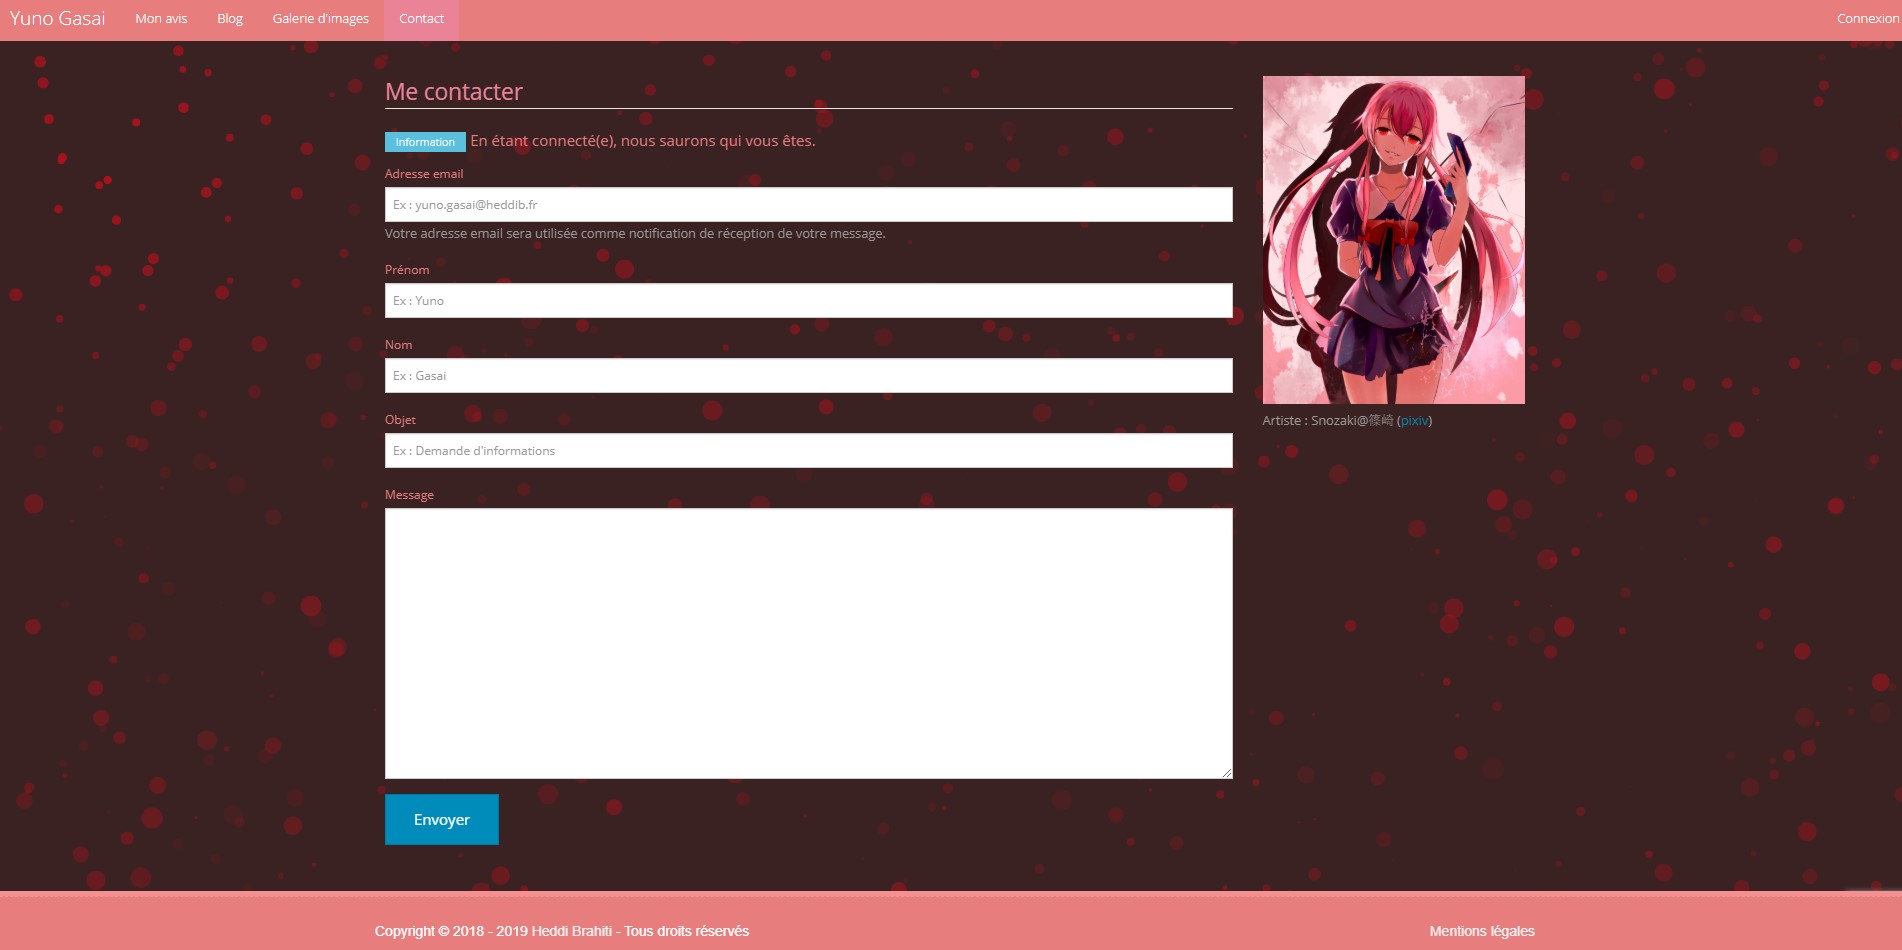 Yuno Gasai Mon avis Blog Galerie d'images Contact Connexion
Me contacter
Information En étant connecté(e), nous saurons qui vous êtes.
Adresse email
Ex : yuno.gasai@heddib.fr
Votre adresse email sera utilisée comme notification de réception de votre message.
Prénom
Ex : Yuno
Nom
Ex : Gasai
Objet
Ex : Demande d'informations
Message
Envoyer
Artiste : Snozaki@篠崎 (pixiv)
Copyright © 2018 - 2019 Heddi Brahiti - Tous droits réservés
Mentions légales